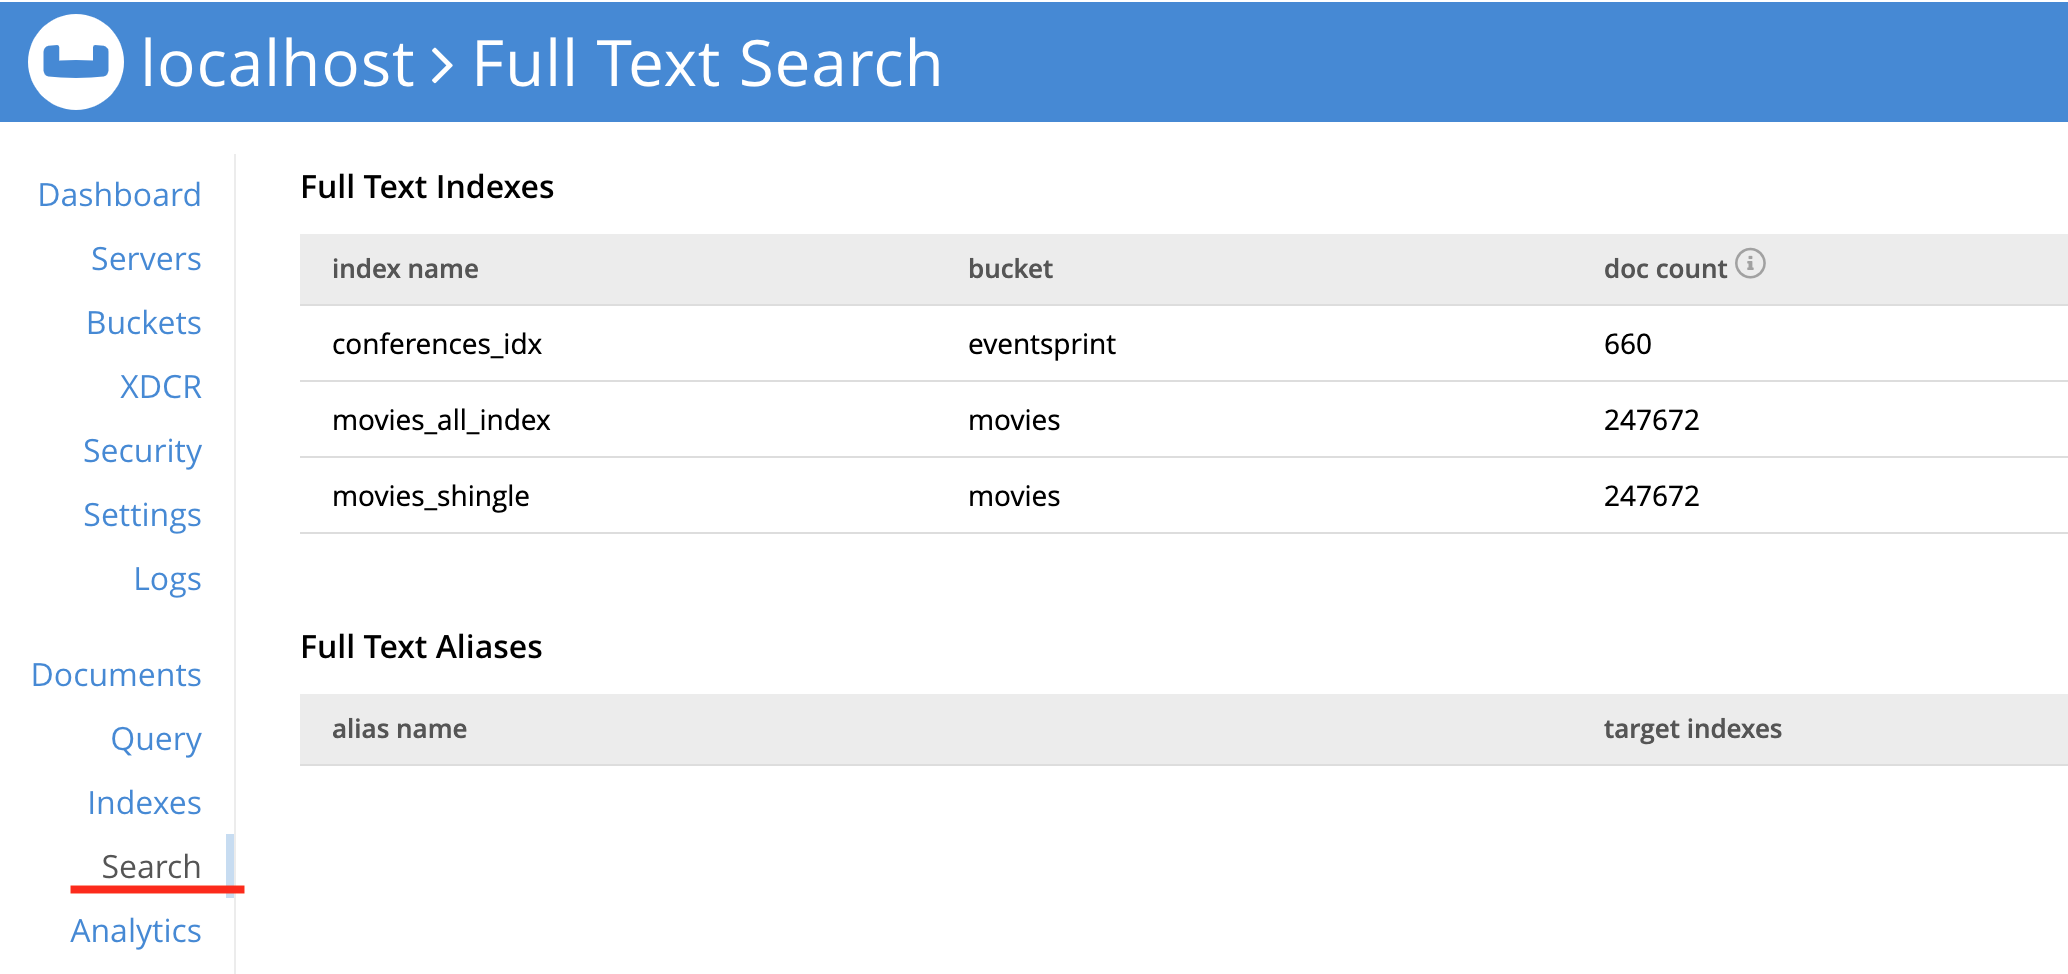 localhost > Full Text Search
Dashboard
Servers
Buckets
XDCR
Security
Settings
Logs
Documents
Query
Indexes
Search
Analytics
Full Text Indexes
index name bucket doc count
conferences_idx eventsprint 660
movies_all_index movies 247672
movies_shingle movies 247672
Full Text Aliases
alias name target indexes